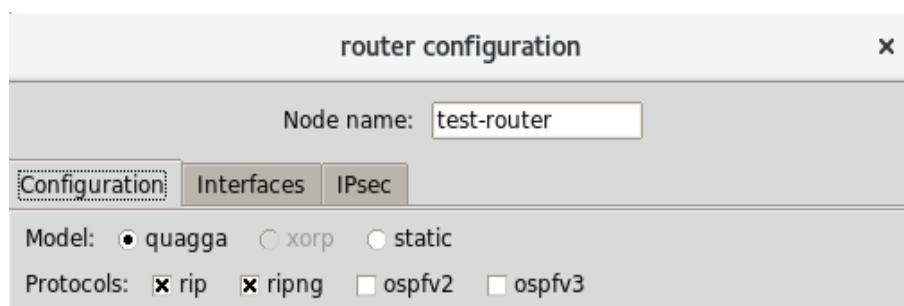 router configuration
Node name: test-router
Configuration Interfaces IPsec
Model: quagga xorp static
Protocols: rip ripng ospfv2 ospfv3